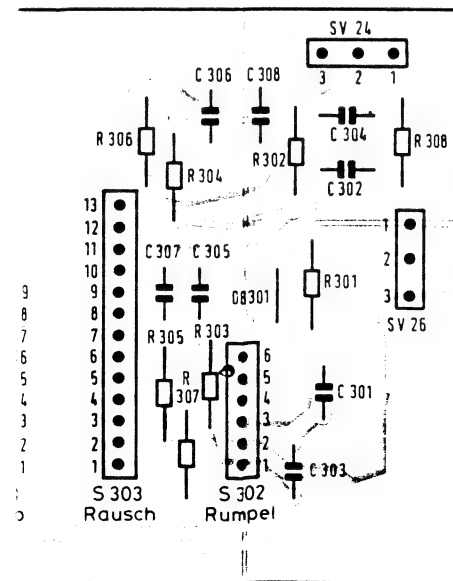 SV 24
3 2 1
C 306
C 308
R 306
R 304
R 302
C 304
C 302
R 308
13
12
11
10
9
8
7
6
5
4
3
2
1
C 307
C 305
R 305
R 303
R 307
6
5
4
3
2
1
R 301
C 301
C 303
1
2
3
SV 26
9
8
7
6
5
4
3
2
1
S 303
Rausch
S 302
Rumpel